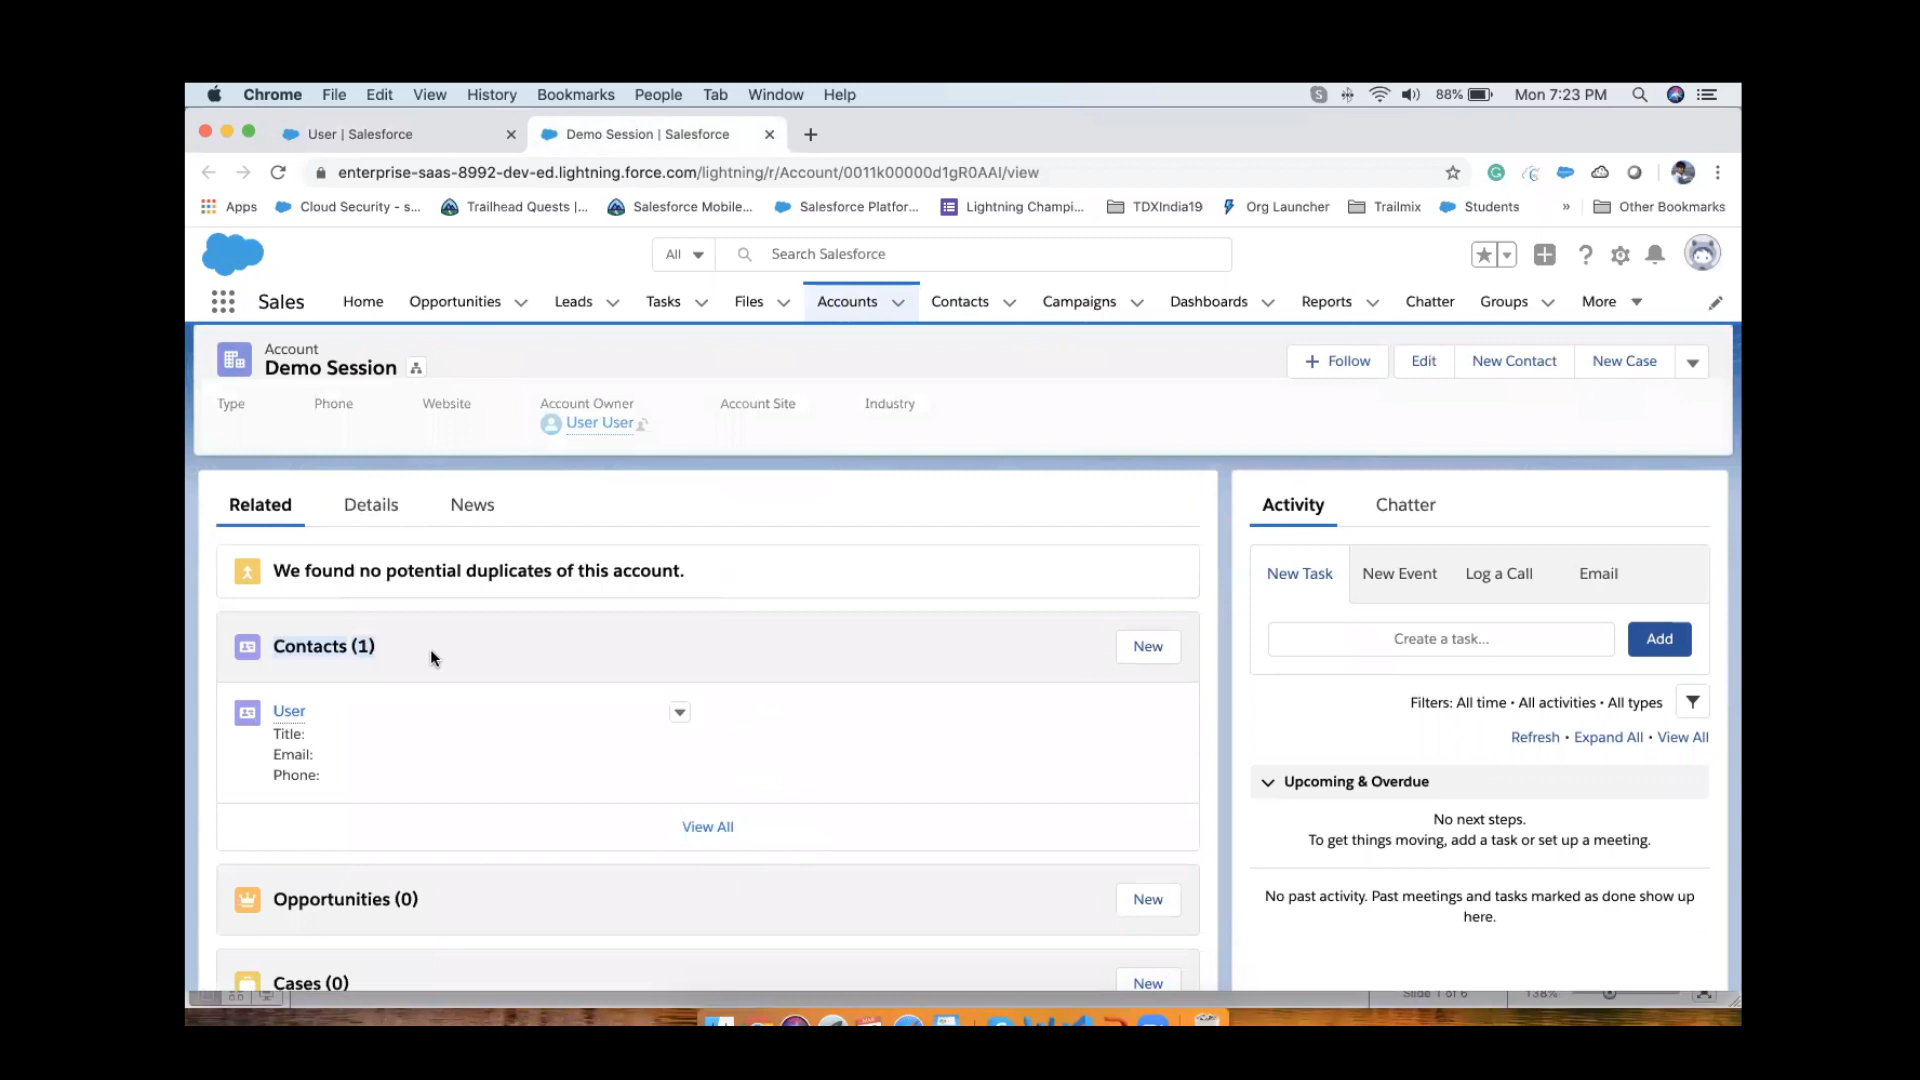 Chrome File Edit View History Bookmarks People Tab Window Help 88% Mon 7:23 PM
User | Salesforce Demo Session | Salesforce
enterprise-saas-8992-dev-ed.lightning.force.com/lightning/r/Account/0011k00000d1gR0AAI/view
Apps Cloud Security - s... Trailhead Quests |... Salesforce Mobile... Salesforce Platfor... Lightning Champi... TDXIndia19 Org Launcher Trailmix Students » Other Bookmarks
All Search Salesforce
Sales Home Opportunities Leads Tasks Files Accounts Contacts Campaigns Dashboards Reports Chatter Groups More
Account
Demo Session
+ Follow Edit New Contact New Case
Type Phone Website Account Owner Account Site Industry
User User
Related Details News
We found no potential duplicates of this account.
Contacts (1) New
User
Title:
Email:
Phone:
View All
Opportunities (0) New
Cases (0) New
Activity Chatter
New Task New Event Log a Call Email
Create a task... Add
Filters: All time • All activities • All types
Refresh • Expand All • View All
Upcoming & Overdue
No next steps.
To get things moving, add a task or set up a meeting.
No past activity. Past meetings and tasks marked as done show up
here.
Slide 1 of 6 138%